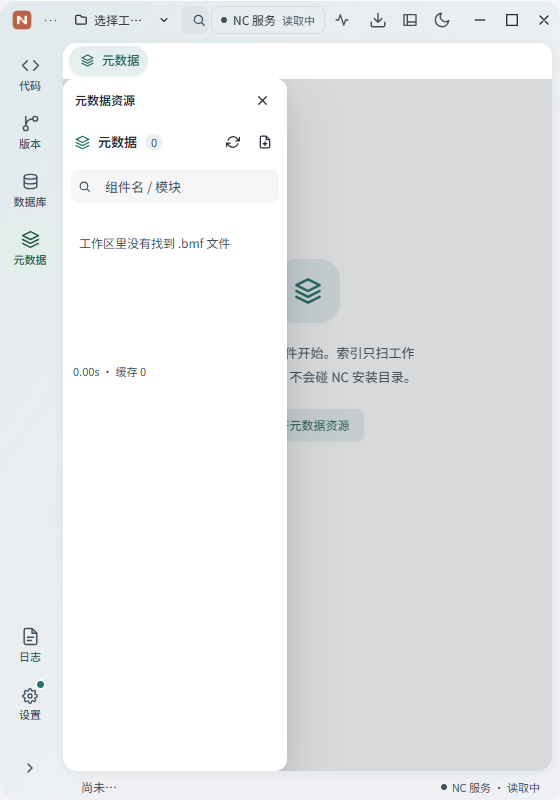 N ··· 选择工··· NC 服务 读取中
元数据
代码
版本
数据库
元数据
元数据资源
元数据 0
组件名 / 模块
工作区里没有找到 .bmf 文件
0.00s · 缓存 0
件开始。索引只扫工作
不会碰 NC 安装目录。
元数据资源
日志
设置
尚未··· NC 服务 · 读取中